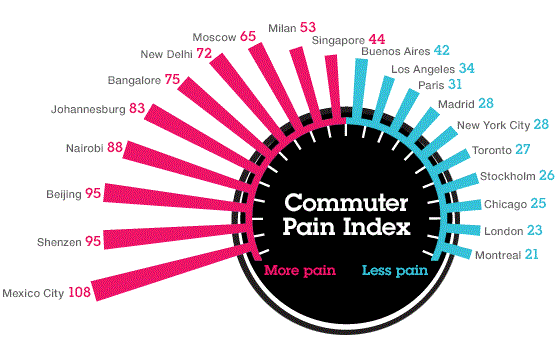 Milan 53
Moscow 65
Singapore 44
New Delhi 72
Buenos Aires 42
Bangalore 75
Los Angeles 34
Paris 31
Johannesburg 83
Madrid 28
New York City 28
Nairobi 88
Toronto 27
Stockholm 26
Beijing 95
Chicago 25
Commuter
Pain Index
London 23
Shenzen 95
Montreal 21
More pain
Less pain
Mexico City 108